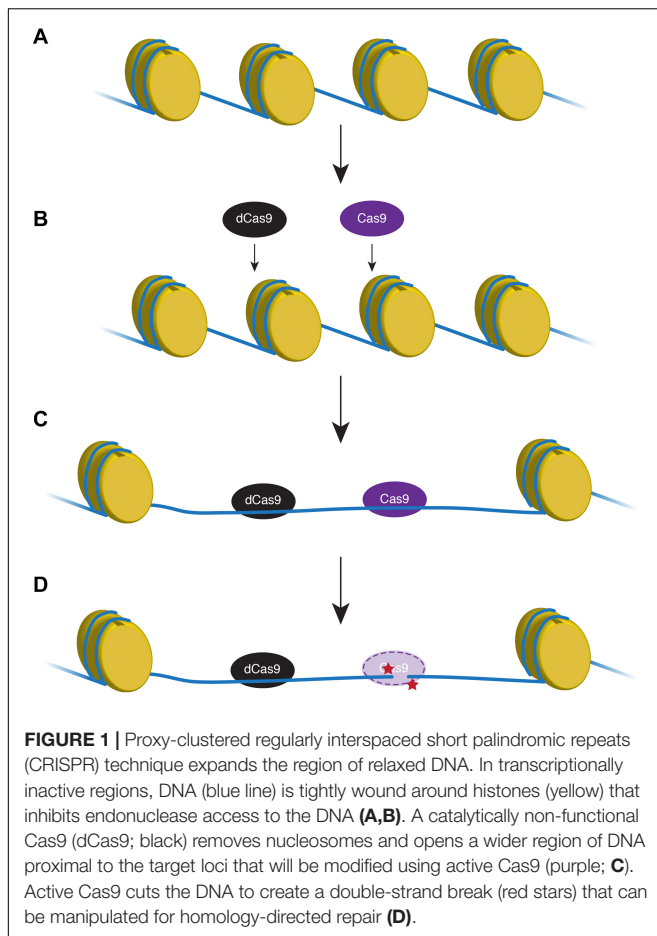 A
B
dCas9 Cas9
C
dCas9 Cas9
D
dCas9 Cas9
FIGURE 1 | Proxy-clustered regularly interspaced short palindromic repeats
(CRISPR) technique expands the region of relaxed DNA. In transcriptionally
inactive regions, DNA (blue line) is tightly wound around histones (yellow) that
inhibits endonuclease access to the DNA (A,B). A catalytically non-functional
Cas9 (dCas9; black) removes nucleosomes and opens a wider region of DNA
proximal to the target loci that will be modified using active Cas9 (purple; C).
Active Cas9 cuts the DNA to create a double-strand break (red stars) that can
be manipulated for homology-directed repair (D).